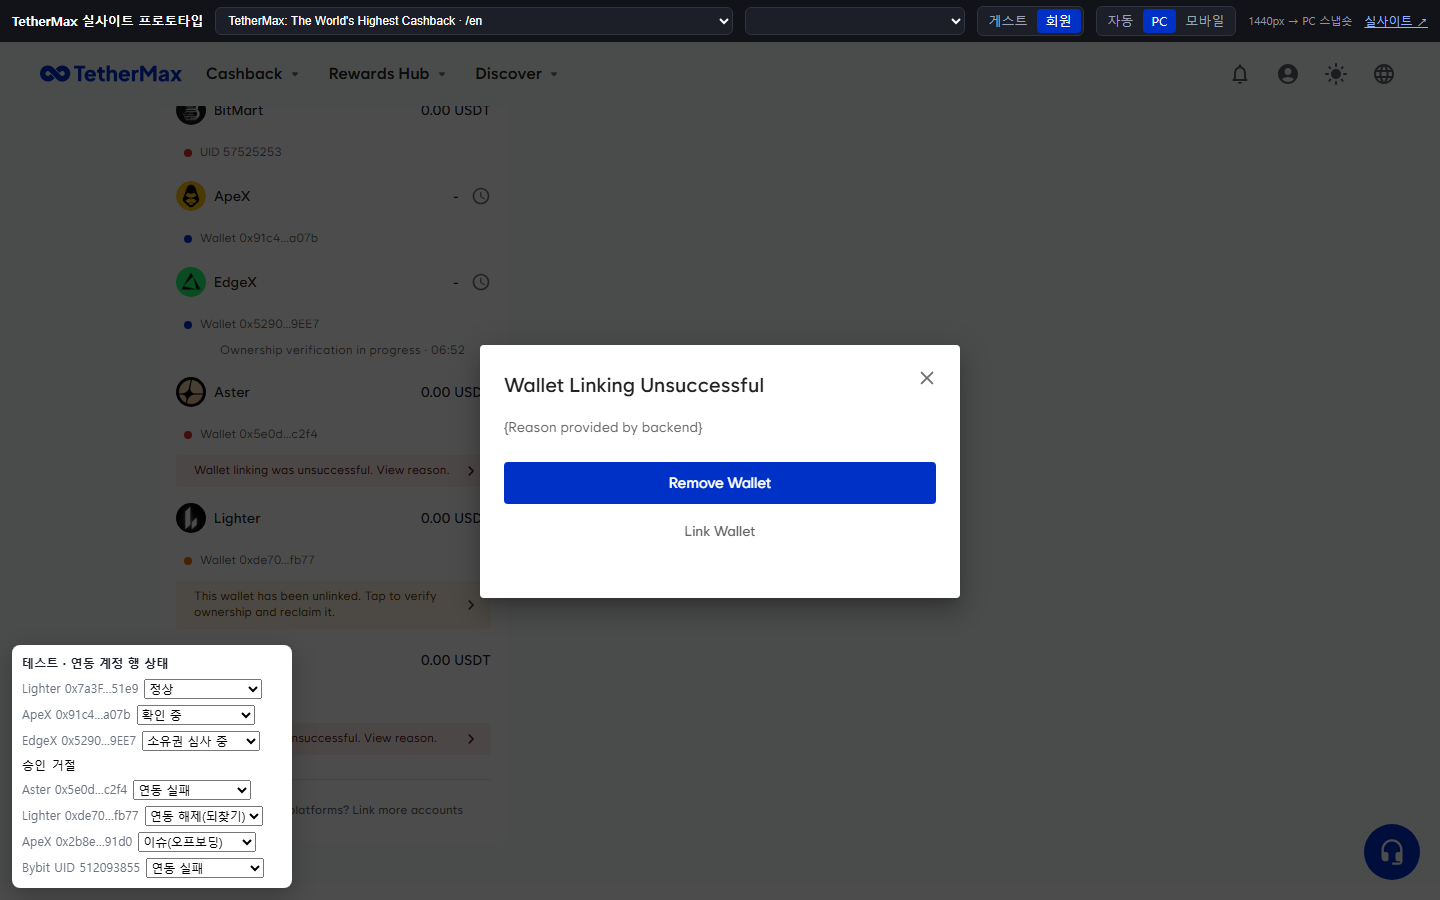 TetherMax 실사이트 프로토타입
TetherMax: The World's Highest Cashback · /en
게스트 회원
자동 PC 모바일
1440px → PC 스냅숏
실사이트 ↗
TetherMax
Cashback
Rewards Hub
Discover
BitMart 0.00 USDT
UID 57525253
ApeX -
Wallet 0x91c4...a07b
EdgeX -
Wallet 0x5290...9EE7
Ownership verification in progress · 06:52
Aster 0.00 USD
Wallet 0x5e0d...c2f4
Wallet linking was unsuccessful. View reason.
Lighter 0.00 USD
Wallet 0xde70...fb77
This wallet has been unlinked. Tap to verify
ownership and reclaim it.
0.00 USDT
nsuccessful. View reason.
latforms? Link more accounts
Wallet Linking Unsuccessful
{Reason provided by backend}
Remove Wallet
Link Wallet
테스트 · 연동 계정 행 상태
Lighter 0x7a3F...51e9 정상
ApeX 0x91c4...a07b 확인 중
EdgeX 0x5290...9EE7 소유권 심사 중
승인 거절
Aster 0x5e0d...c2f4 연동 실패
Lighter 0xde70...fb77 연동 해제(되찾기)
ApeX 0x2b8e...91d0 이슈(오프보딩)
Bybit UID 512093855 연동 실패